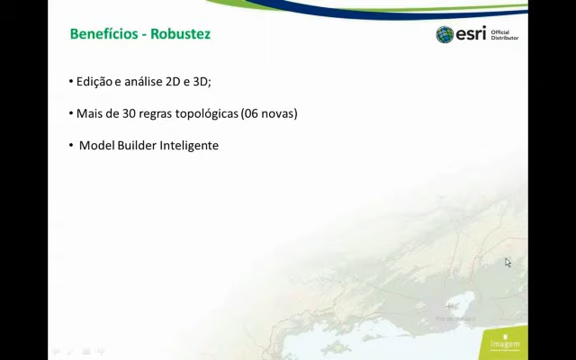 Benefícios - Robustez
esri Official Distributor
• Edição e análise 2D e 3D;
• Mais de 30 regras topológicas (06 novas)
• Model Builder Inteligente
imagem